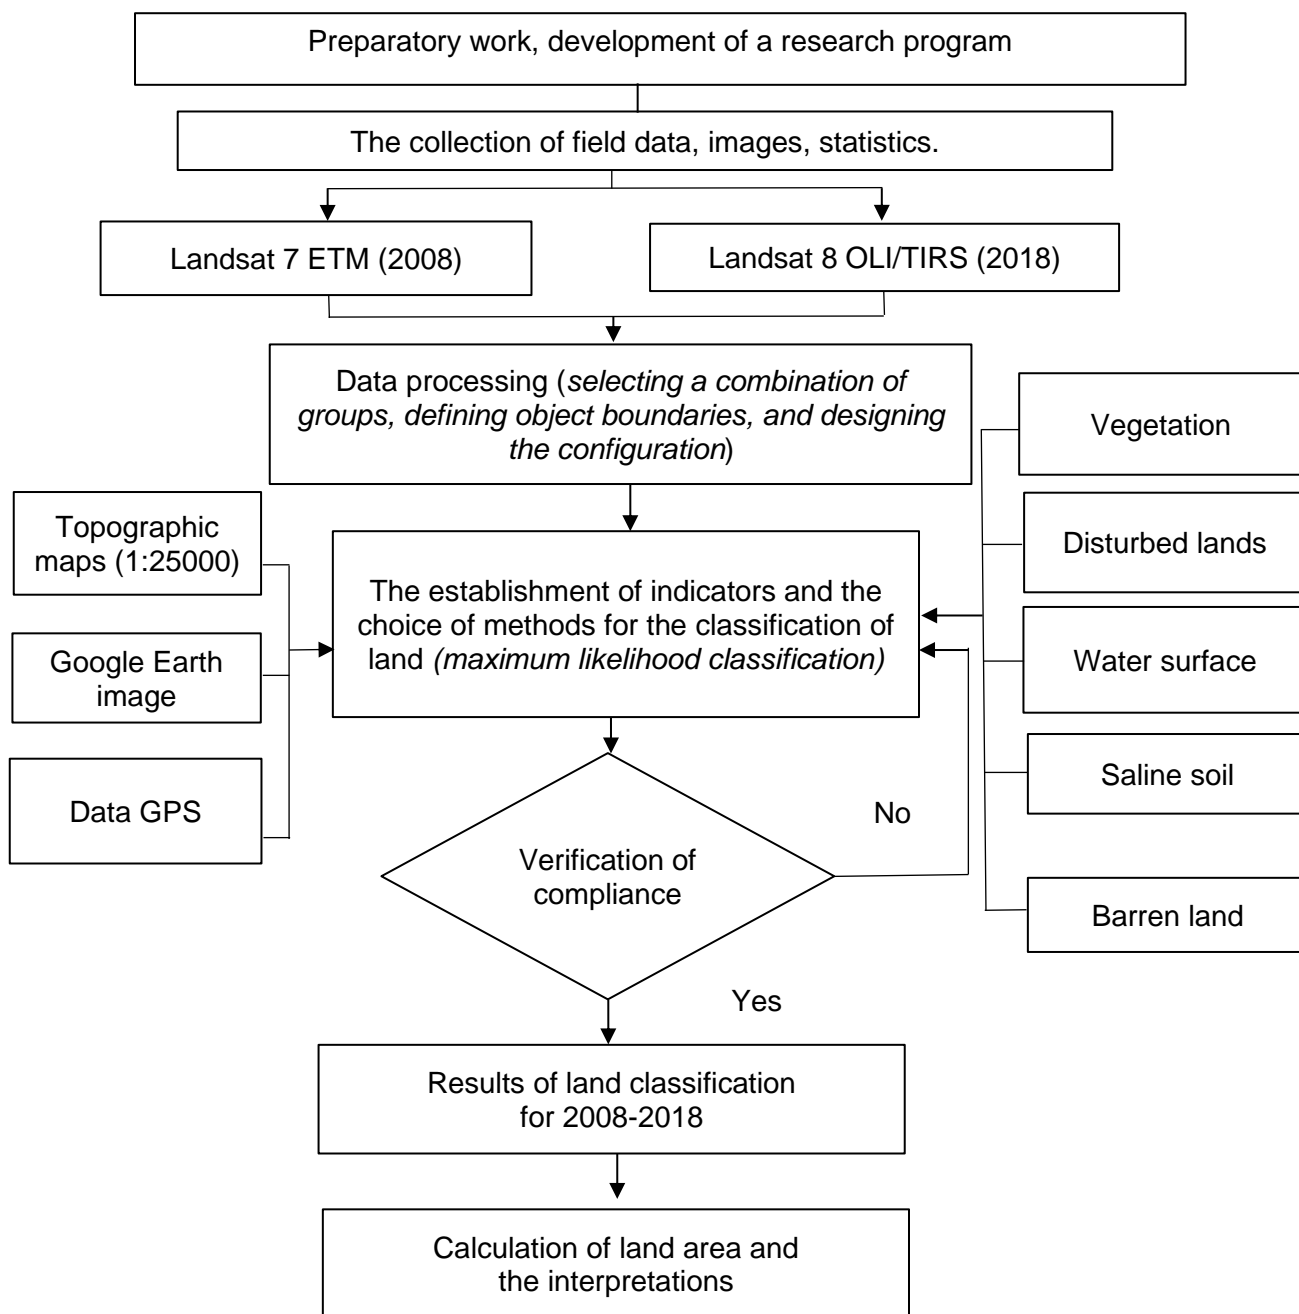 Preparatory work, development of a research program
The collection of field data, images, statistics.
Landsat 7 ETM (2008)
Landsat 8 OLI/TIRS (2018)
Data processing (selecting a combination of
groups, defining object boundaries, and designing
the configuration)
Topographic
maps (1:25000)
Google Earth
image
Data GPS
The establishment of indicators and the
choice of methods for the classification of
land (maximum likelihood classification)
Vegetation
Disturbed lands
Water surface
Saline soil
Barren land
Verification of
compliance
No
Yes
Results of land classification
for 2008-2018
Calculation of land area and
the interpretations